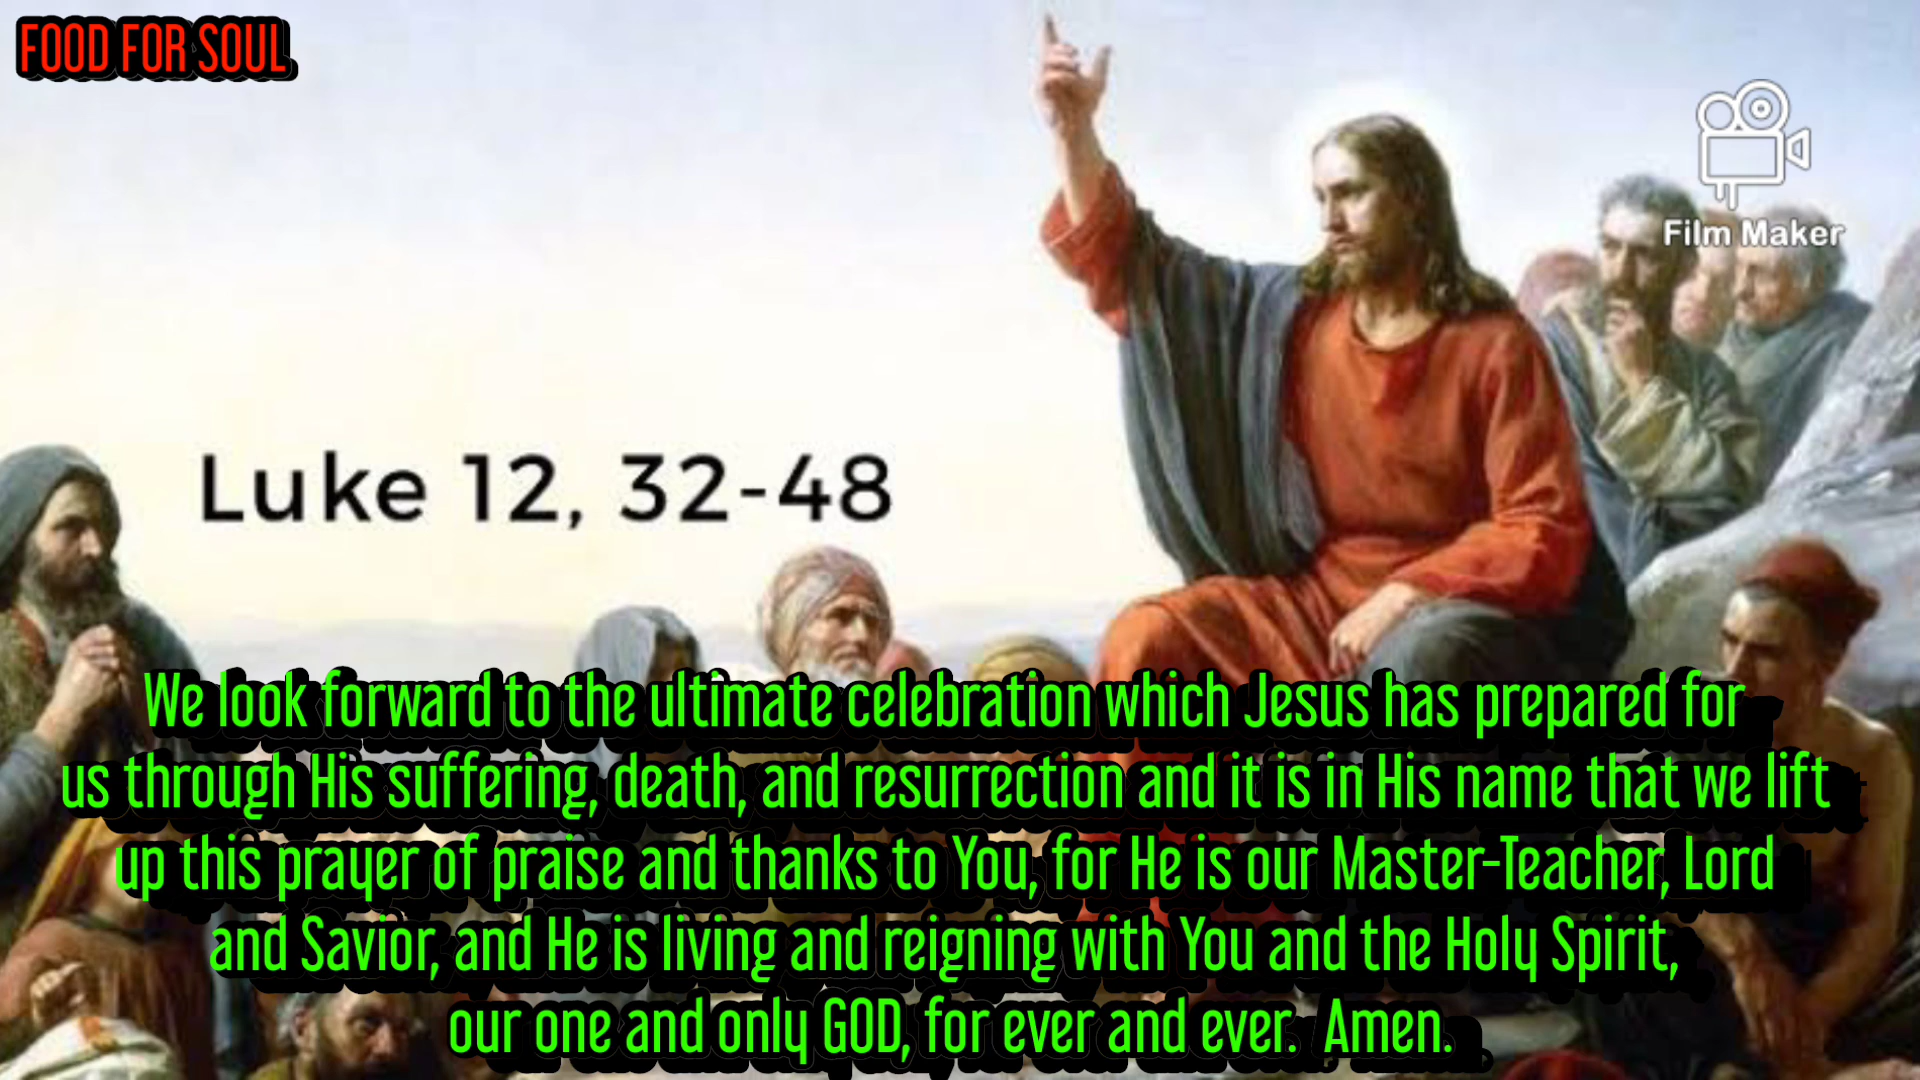 FOOD FOR SOUL
Film Maker
Luke 12, 32-48
We look forward to the ultimate celebration which Jesus has prepared for
us through His suffering, death, and resurrection and it is in His name that we lift
up this prayer of praise and thanks to You, for He is our Master-Teacher, Lord
and Savior, and He is living and reigning with You and the Holy Spirit,
our one and only GOD, for ever and ever. Amen.